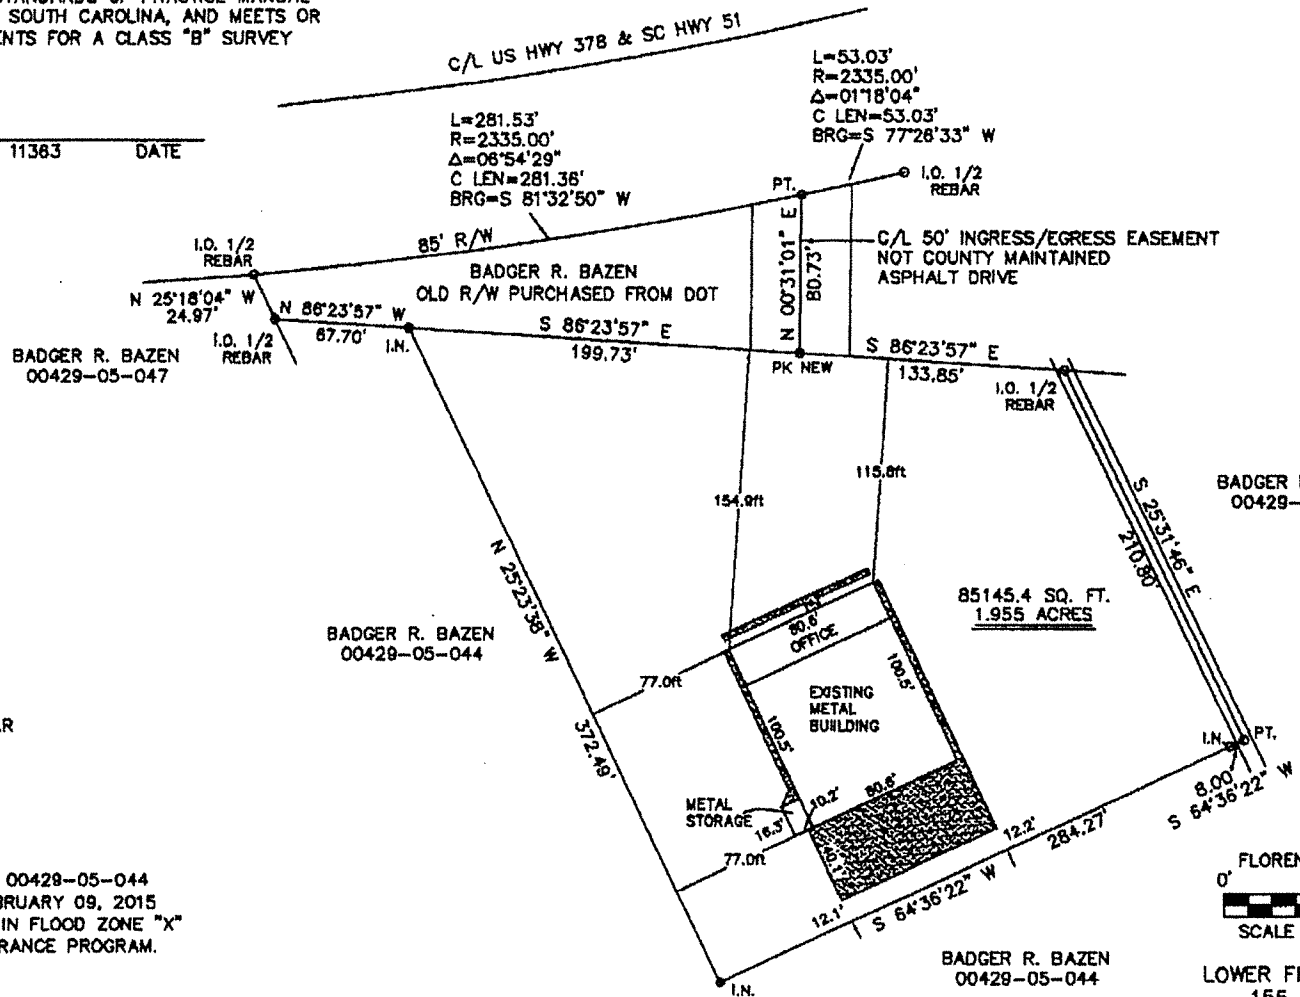 SOUTH CAROLINA, AND MEETS OR
ENTS FOR A CLASS "B" SURVEY
11383 DATE
C/L US HWY 378 & SC HWY 51
L=53.03'
R=2335.00'
Δ=01°18'04"
C LEN=53.03'
BRG=S 77°28'33" W
L=281.53'
R=2335.00'
Δ=06°54'29"
C LEN=281.36'
BRG=S 81°32'50" W
PT.
I.O. 1/2
REBAR
85' R/W
I.O. 1/2
REBAR
C/L 50' INGRESS/EGRESS EASEMENT
NOT COUNTY MAINTAINED
ASPHALT DRIVE
N 00°31'01" E
80.73'
BADGER R. BAZEN
OLD R/W PURCHASED FROM DOT
N 25°18'04" W
24.97'
N 86°23'57" W
67.70'
I.N.
S 86°23'57" E
199.73'
PK NEW
S 86°23'57" E
133.85'
I.O. 1/2
REBAR
I.O. 1/2
REBAR
BADGER R. BAZEN
00429-05-047
154.9ft
115.8ft
S 25°31'46" E
210.80'
BADGER
00429-
N 25°23'38" W
372.49'
BADGER R. BAZEN
00429-05-044
85145.4 SQ. FT.
1.955 ACRES
80.6'
OFFICE
77.0ft
100.5'
100.5'
EXISTING
METAL
BUILDING
R
I.N.
PT.
8.00'
S 64°36'22" W
METAL
STORAGE
10.2'
80.6'
16.3'
40.1'
77.0ft
12.2'
284.27'
12.1'
S 64°36'22" W
I.N.
00429-05-044
BRUARY 09, 2015
IN FLOOD ZONE "X"
RANCE PROGRAM.
BADGER R. BAZEN
00429-05-044
FLOREN
0'
SCALE
LOWER